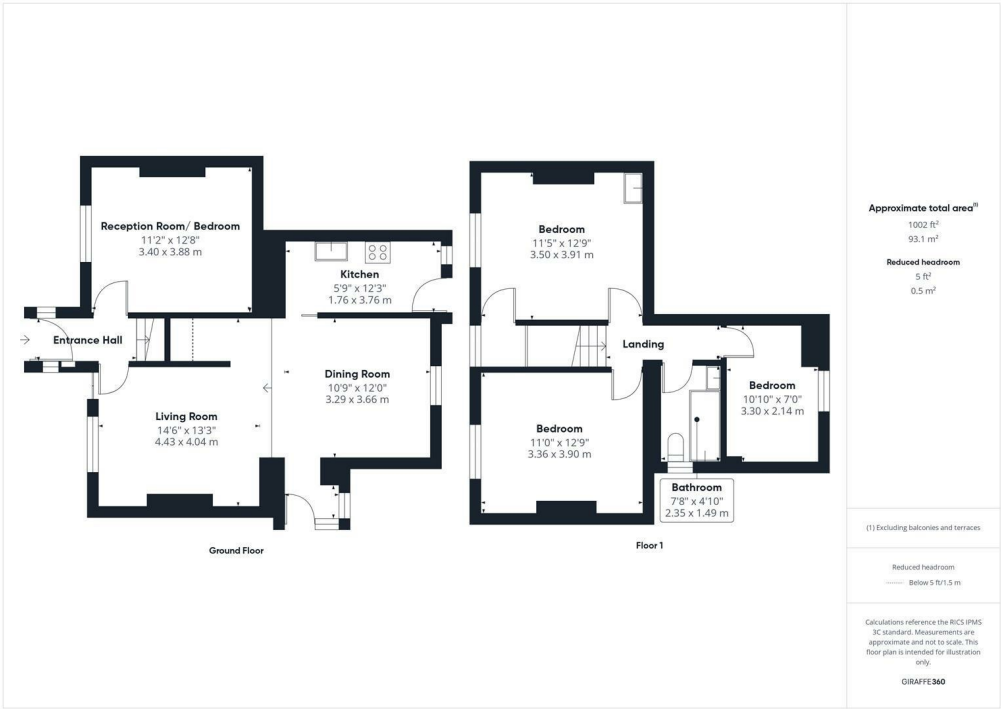 Reception Room/ Bedroom
11'2" x 12'8"
3.40 x 3.88 m
Kitchen
5'9" x 12'3"
1.76 x 3.76 m
Entrance Hall
Dining Room
10'9" x 12'0"
3.29 x 3.66 m
Living Room
14'6" x 13'3"
4.43 x 4.04 m
Ground Floor
Bedroom
11'5" x 12'9"
3.50 x 3.91 m
Landing
Bedroom
10'10" x 7'0"
3.30 x 2.14 m
Bedroom
11'0" x 12'9"
3.36 x 3.90 m
Bathroom
7'8" x 4'10"
2.35 x 1.49 m
Floor 1
Approximate total area(1)
1002 ft²
93.1 m²
Reduced headroom
5 ft²
0.5 m²
(1) Excluding balconies and terraces
Reduced headroom
Below 5 ft/1.5 m
Calculations reference the RICS IPMS
3C standard. Measurements are
approximate and not to scale. This
floor plan is intended for illustration
only.
GIRAFFE360